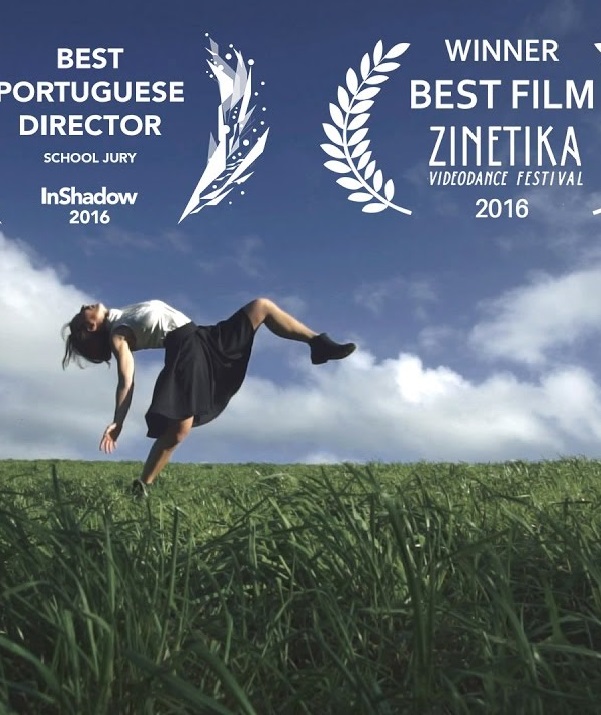 BEST
PORTUGUESE
DIRECTOR
SCHOOL JURY
InShadow
2016
WINNER
BEST FILM
ZINETIKA
VIDEODANCE FESTIVAL
2016